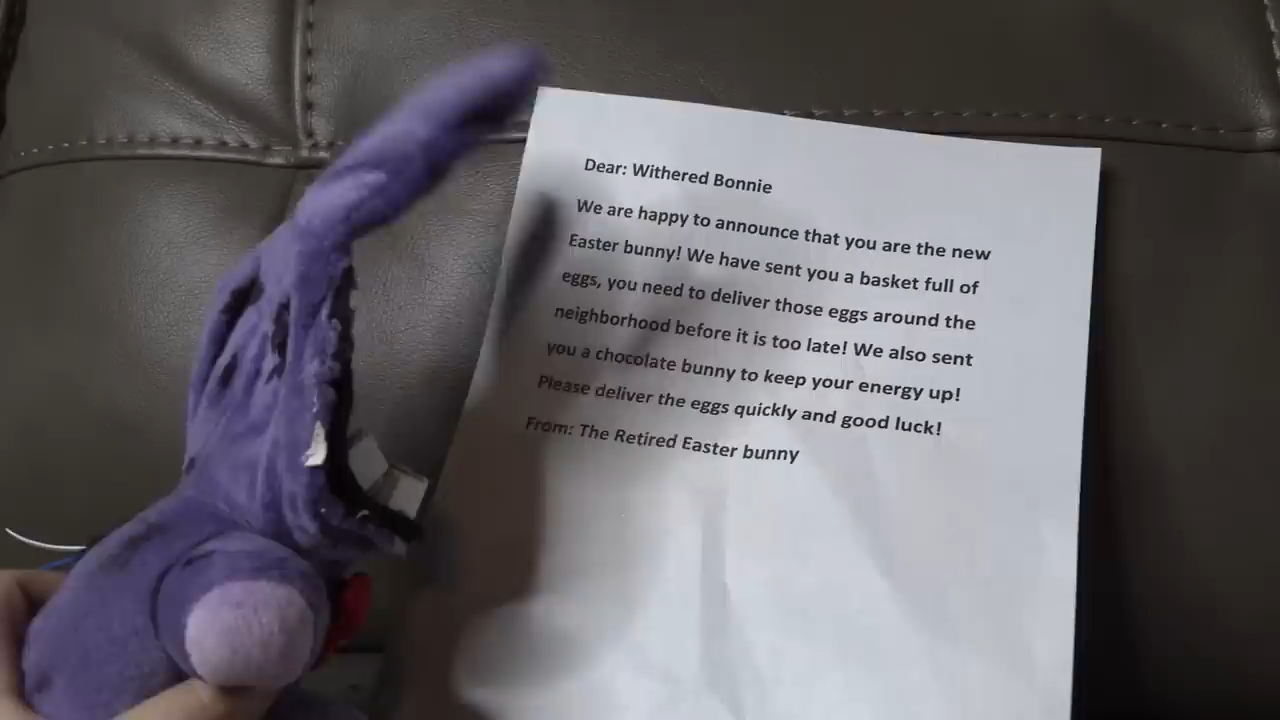 Dear: Withered Bonnie
We are happy to announce that you are the new
Easter bunny! We have sent you a basket full of
eggs, you need to deliver those eggs around the
neighborhood before it is too late! We also sent
you a chocolate bunny to keep your energy up!
Please deliver the eggs quickly and good luck!
From: The Retired Easter bunny